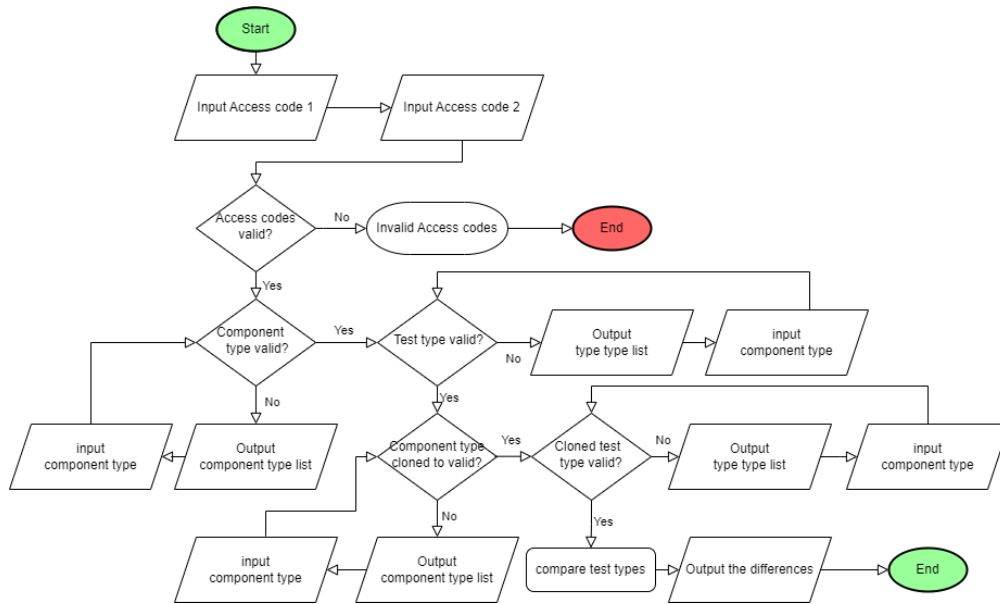 Start
Input Access code 1
Input Access code 2
Access codes
valid?
No
Invalid Access codes
End
Yes
Component
type valid?
Yes
Test type valid?
No
Output
type type list
input
component type
No
Yes
input
component type
Output
component type list
Component type
cloned to valid?
Yes
Cloned test
type valid?
No
Output
type type list
input
component type
No
Yes
input
component type
Output
component type list
compare test types
Output the differences
End